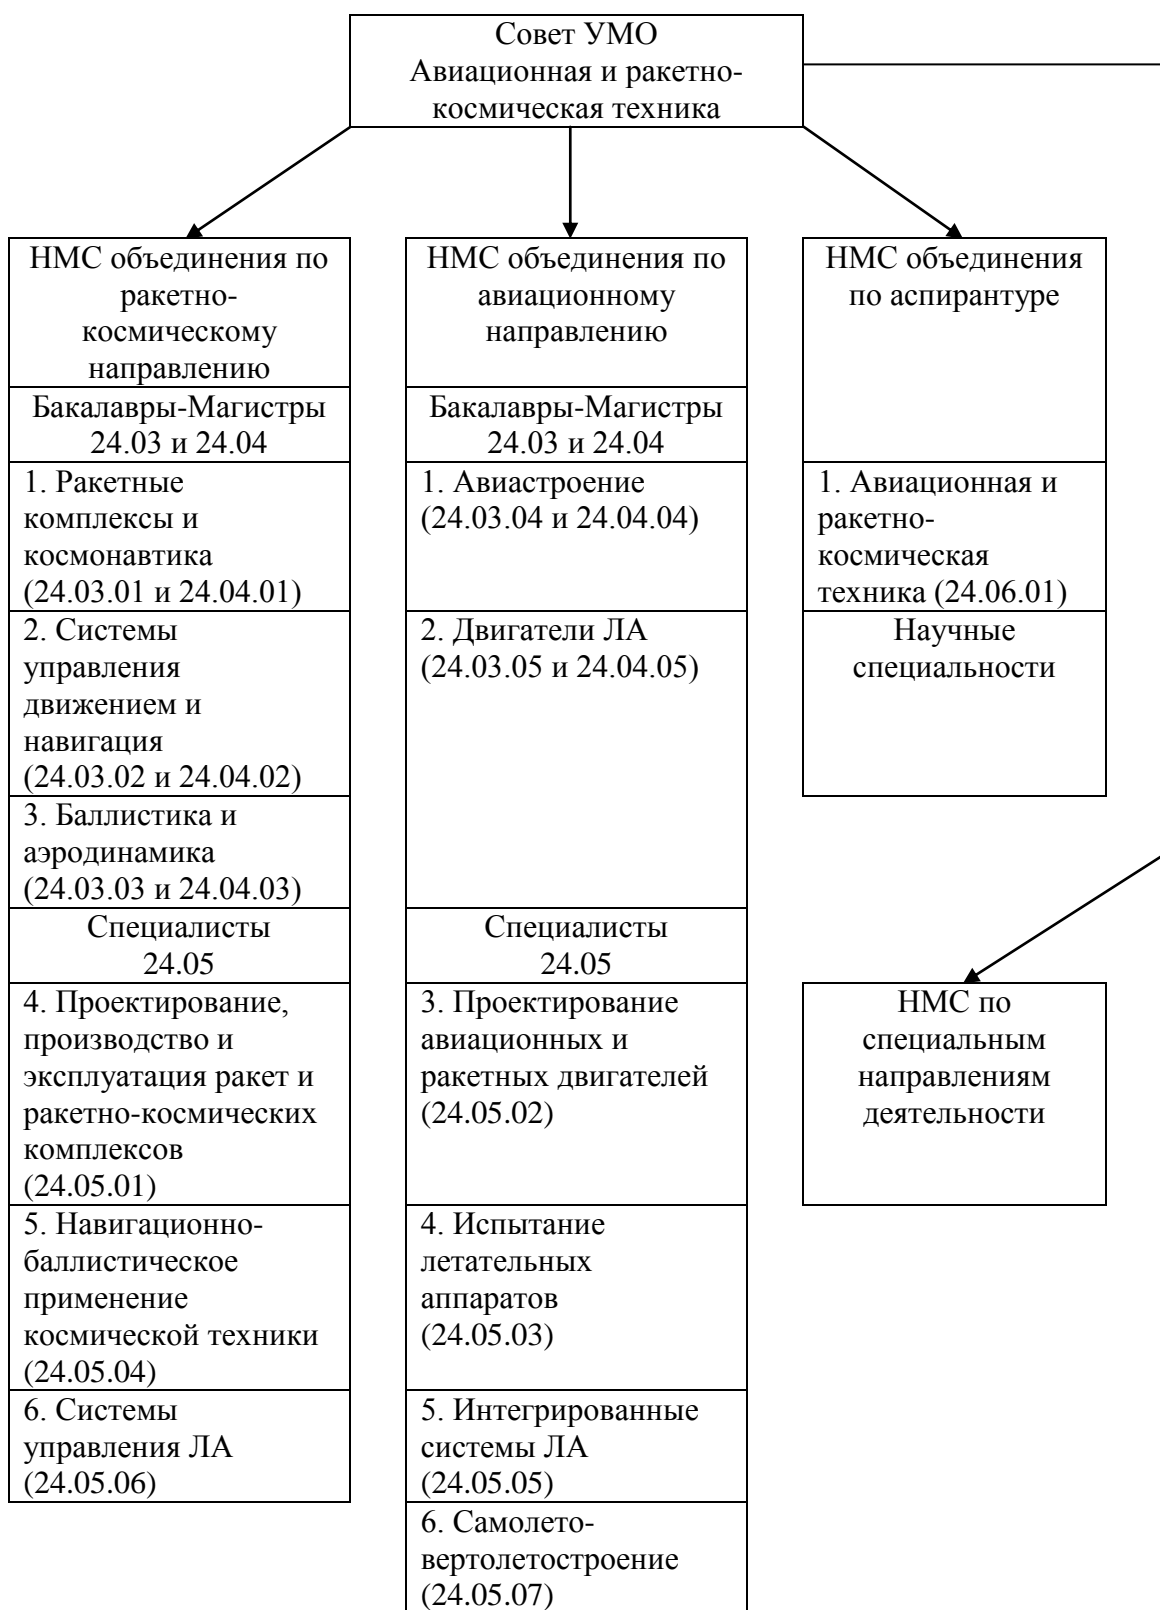 Совет УМО
Авиационная и ракетно-
космическая техника
НМС объединения по
ракетно-
космическому
направлению
Бакалавры-Магистры
24.03 и 24.04
1. Ракетные
комплексы и
космонавтика
(24.03.01 и 24.04.01)
2. Системы
управления
движением и
навигация
(24.03.02 и 24.04.02)
3. Баллистика и
аэродинамика
(24.03.03 и 24.04.03)
Специалисты
24.05
4. Проектирование,
производство и
эксплуатация ракет и
ракетно-космических
комплексов
(24.05.01)
5. Навигационно-
баллистическое
применение
космической техники
(24.05.04)
6. Системы
управления ЛА
(24.05.06)
НМС объединения по
авиационному
направлению
Бакалавры-Магистры
24.03 и 24.04
1. Авиастроение
(24.03.04 и 24.04.04)
2. Двигатели ЛА
(24.03.05 и 24.04.05)
Специалисты
24.05
3. Проектирование
авиационных и
ракетных двигателей
(24.05.02)
4. Испытание
летательных
аппаратов
(24.05.03)
5. Интегрированные
системы ЛА
(24.05.05)
6. Самолето-
вертолетостроение
(24.05.07)
НМС объединения
по аспирантуре
1. Авиационная и
ракетно-
космическая
техника (24.06.01)
Научные
специальности
НМС по
специальным
направлениям
деятельности